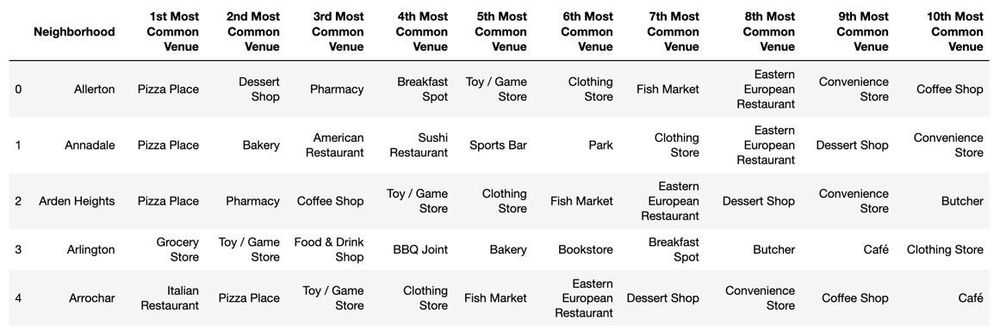 Neighborhood 1st Most Common Venue 2nd Most Common Venue 3rd Most Common Venue 4th Most Common Venue 5th Most Common Venue 6th Most Common Venue 7th Most Common Venue 8th Most Common Venue 9th Most Common Venue 10th Most Common Venue
0 Allerton Pizza Place Dessert Shop Pharmacy Breakfast Spot Toy / Game Store Clothing Store Fish Market Eastern European Restaurant Convenience Store Coffee Shop
1 Annadale Pizza Place Bakery American Restaurant Sushi Restaurant Sports Bar Park Clothing Store Eastern European Restaurant Dessert Shop Convenience Store
2 Arden Heights Pizza Place Pharmacy Coffee Shop Toy / Game Store Clothing Store Fish Market Eastern European Restaurant Dessert Shop Convenience Store Butcher
3 Arlington Grocery Store Toy / Game Store Food & Drink Shop BBQ Joint Bakery Bookstore Breakfast Spot Butcher Café Clothing Store
4 Arrochar Italian Restaurant Pizza Place Toy / Game Store Clothing Store Fish Market Eastern European Restaurant Dessert Shop Convenience Store Coffee Shop Café